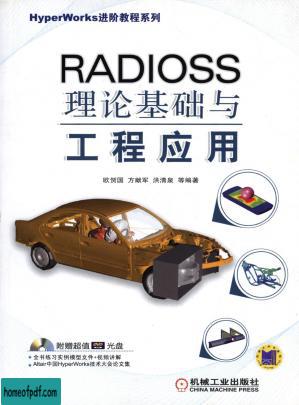 HyperWorks进阶教程系列
RADIOSS
理论基础与
工程应用
欧贺国 方献军 洪清泉 等编著
附赠超值 光盘
·全书练习实例模型文件+视频讲解
·Altair中国HyperWorks技术大会论文集
机械工业出版社
CHINA MACHINE PRESS
homeofpdf.com